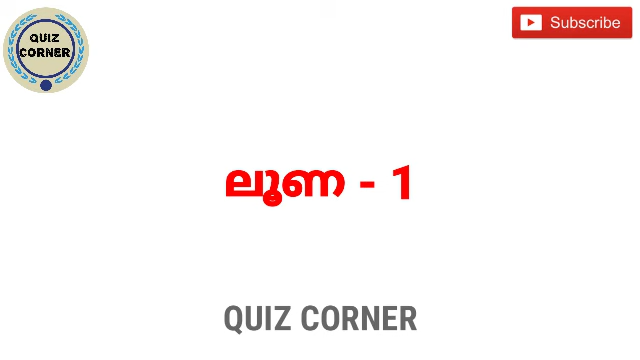 QUIZ
CORNER
Subscribe
ലൂണ - 1
QUIZ CORNER